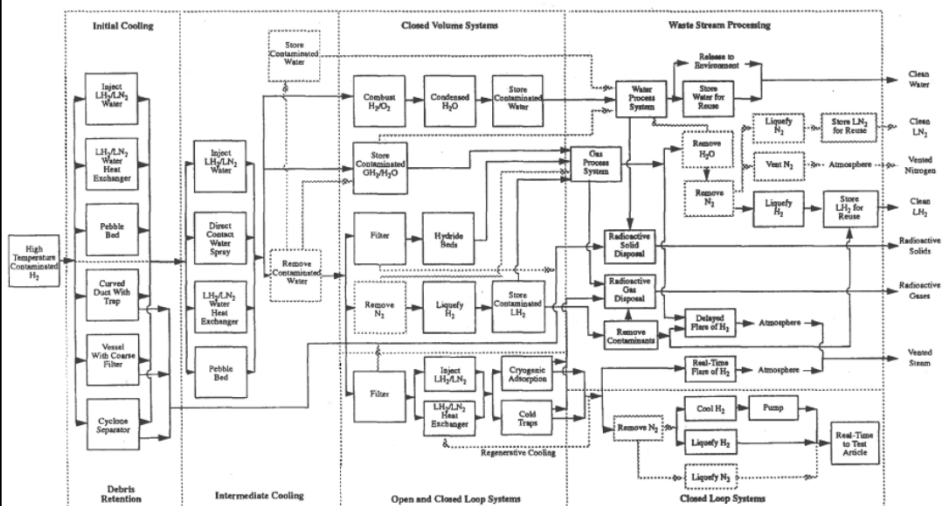 Initial Cooling
Closed Volume Systems
Waste Stream Processing
Inject
LH2/LN2
Water
LH2/LN2
Water
Heat
Exchanger
Pebble
Bed
High
Temperature
Contaminated
H2
Curved
Duct With
Trap
Vessel
With Coarse
Filter
Cyclone
Separator
Debris
Retention
Inject
LH2/LN2
Water
Direct
Contact
Water
Spray
LH2/LN2
Water
Heat
Exchanger
Pebble
Bed
Intermediate Cooling
Store
Contaminated
Water
Remove
Contaminated
Water
Combust
H2/O2
Condensed
H2O
Store
Contaminated
Water
Store
Contaminated
GH2/H2O
Filter
Hydride
Beds
Remove
N2
Liquefy
H2
Store
Contaminated
LH2
Filter
Inject
LH2/LN2
LH2/LN2
Heat
Exchanger
Cryogenic
Adsorption
Cold
Traps
Regenerative Cooling
Open and Closed Loop Systems
Water
Process
System
Gas
Process
System
Release to
Environment
Store
Water for
Reuse
Remove
H2O
Remove
N2
Liquefy
N2
Store LN2
for Reuse
Vent N2
Atmosphere
Liquefy
H2
Store
LH2 for
Reuse
Radioactive
Solid
Disposal
Radioactive
Gas
Disposal
Remove
Contaminants
Delayed
Flare of H2
Atmosphere
Real-Time
Flare of H2
Atmosphere
Remove N2
Cool H2
Pump
Liquefy H2
Liquefy N2
Real-Time
to Test
Article
Closed Loop Systems
Clean
Water
Clean
LN2
Vented
Nitrogen
Clean
LH2
Radioactive
Solids
Radioactive
Gases
Vented
Steam